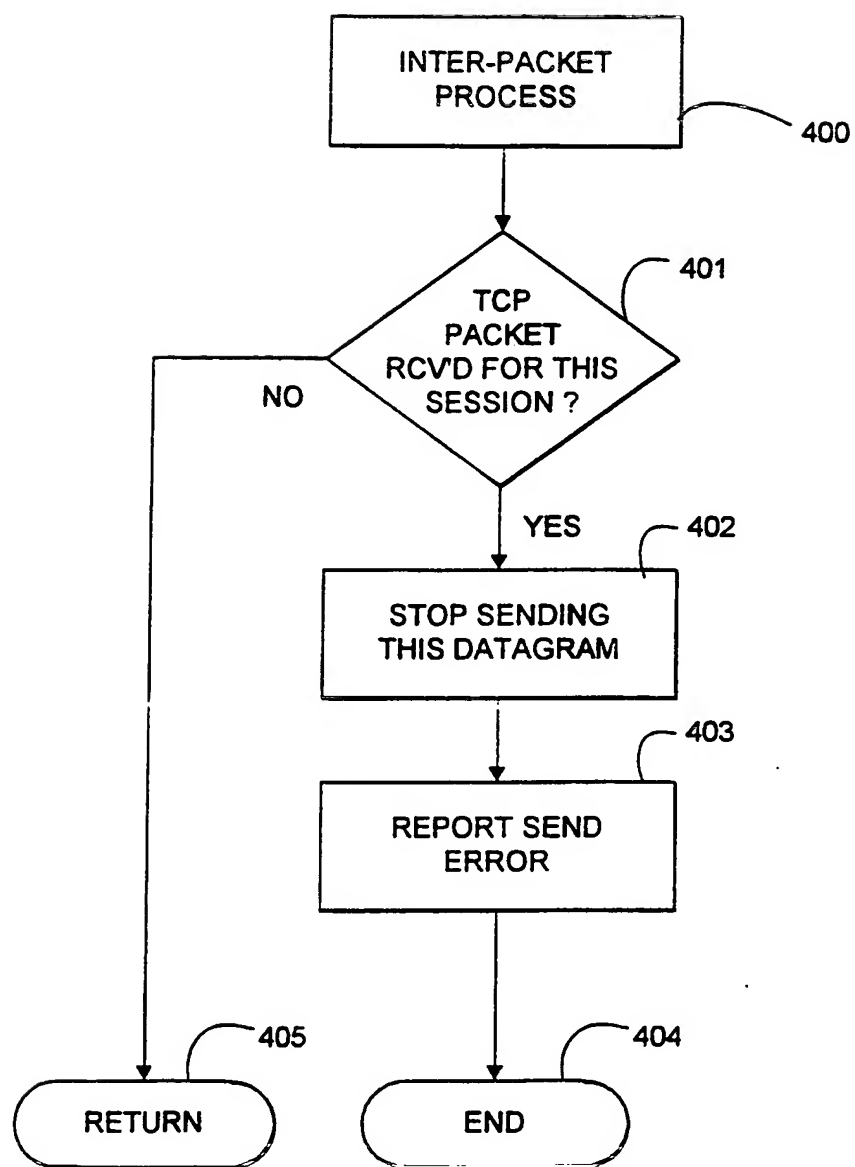 INTER-PACKET
PROCESS
400
401
TCP
PACKET
RCV'D FOR THIS
SESSION ?
NO
YES
402
STOP SENDING
THIS DATAGRAM
403
REPORT SEND
ERROR
405
404
RETURN
END